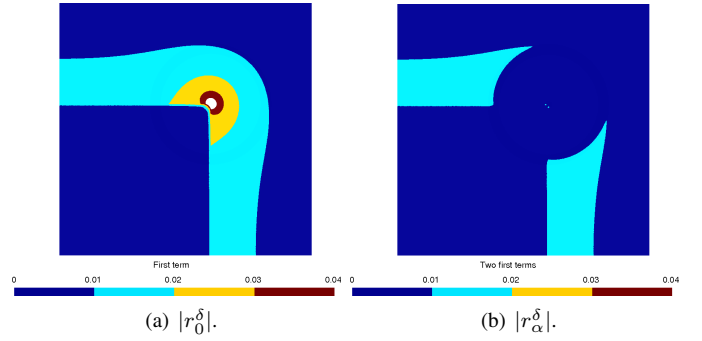 First term
0 0.01 0.02 0.03 0.04
(a) |r_0^δ|.
Two first terms
0 0.01 0.02 0.03 0.04
(b) |r_α^δ|.